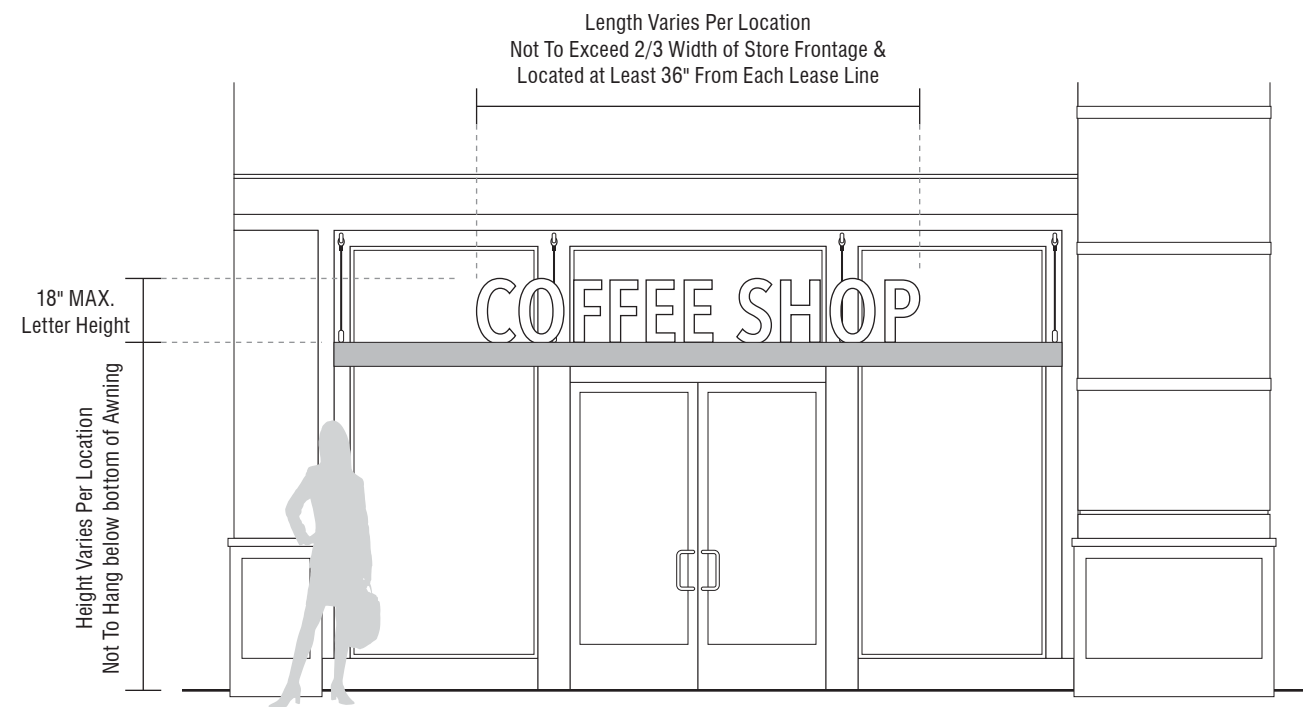 Length Varies Per Location
Not To Exceed 2/3 Width of Store Frontage &
Located at Least 36" From Each Lease Line
18" MAX.
Letter Height
COFFEE SHOP
Height Varies Per Location
Not To Hang below bottom of Awning